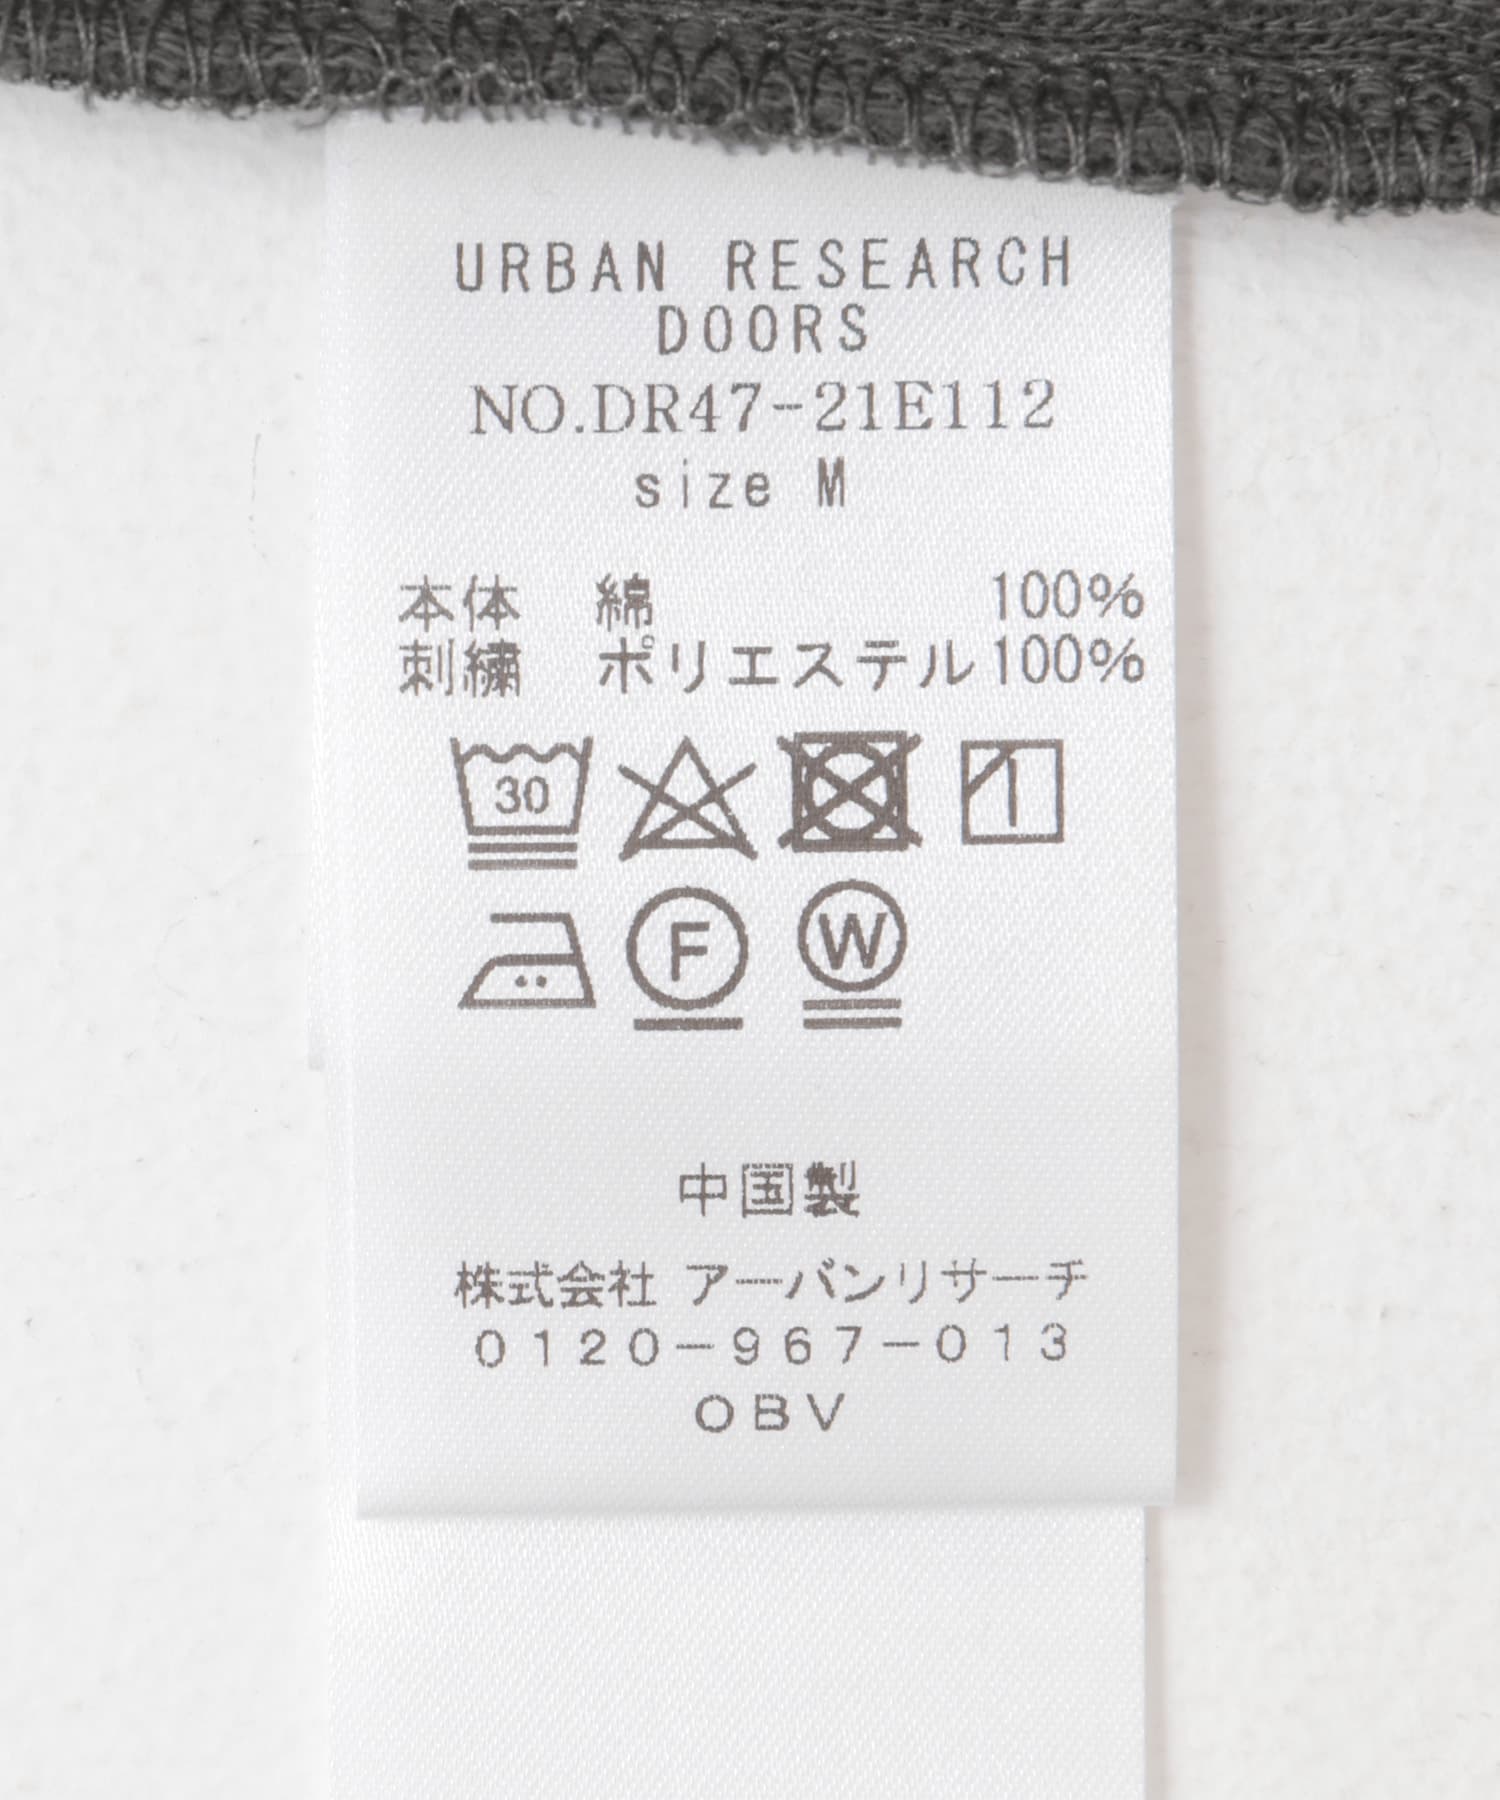 URBAN RESEARCH
DOORS
NO.DR47-21E112
size M
本体 綿 100%
刺繍 ポリエステル100%
30
F
W
中国製
株式会社 アーバンリサーチ
0120-967-013
OBV